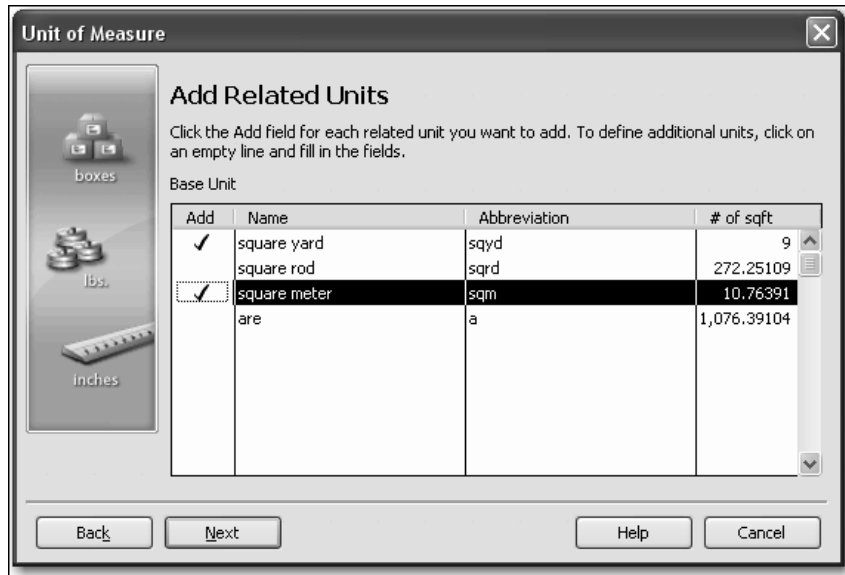 Unit of Measure
boxes
lbs.
inches
Add Related Units
Click the Add field for each related unit you want to add. To define additional units, click on
an empty line and fill in the fields.
Base Unit
Add Name Abbreviation # of sqft
square yard sqyd 9
square rod sqrd 272.25109
square meter sqm 10.76391
are a 1,076.39104
Back Next Help Cancel